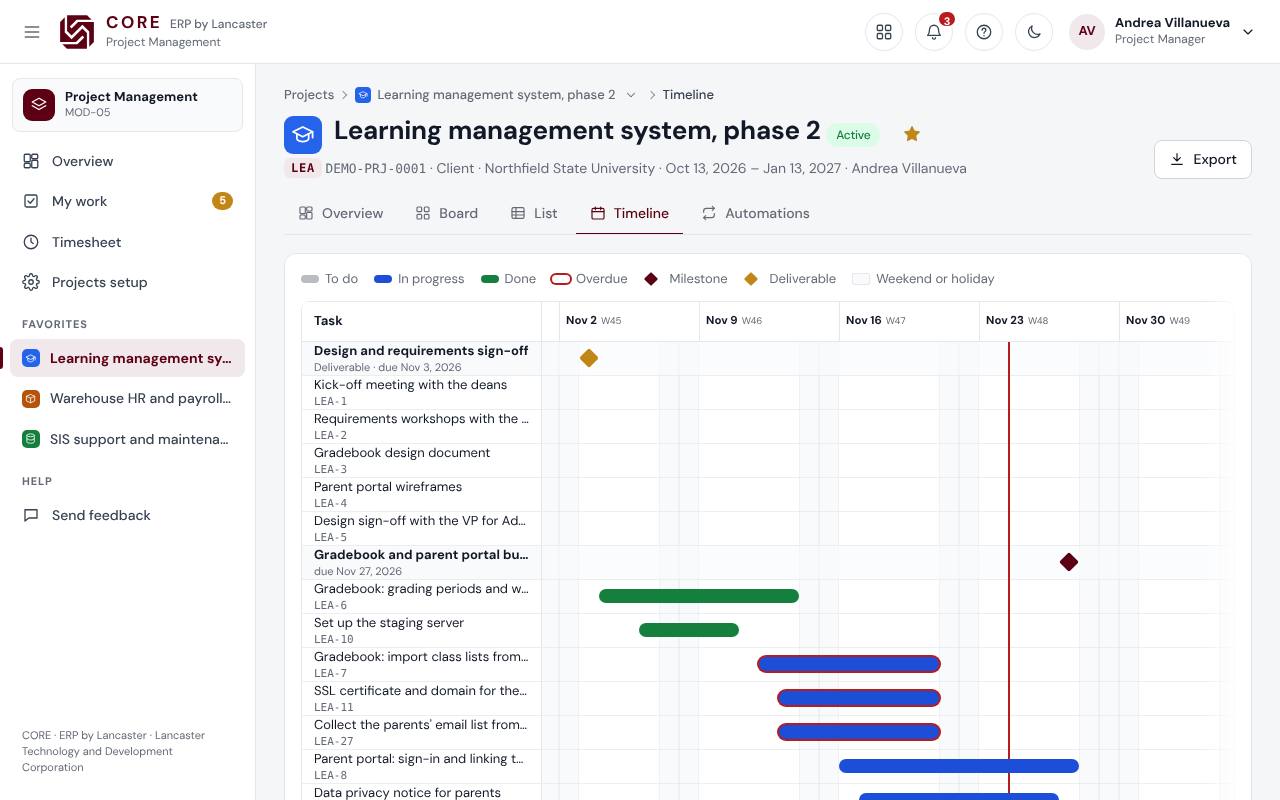 CORE ERP by Lancaster
Project Management
3
AV
Andrea Villanueva
Project Manager
Project Management
MOD-05
Overview
My work 5
Timesheet
Projects setup
FAVORITES
Learning management sy...
Warehouse HR and payroll...
SIS support and maintena...
HELP
Send feedback
CORE · ERP by Lancaster · Lancaster
Technology and Development
Corporation
Projects Learning management system, phase 2 Timeline
Learning management system, phase 2 Active
LEA DEMO-PRJ-0001 · Client · Northfield State University · Oct 13, 2026 – Jan 13, 2027 · Andrea Villanueva
Export
Overview Board List Timeline Automations
To do In progress Done Overdue Milestone Deliverable Weekend or holiday
Task Nov 2 W45 Nov 9 W46 Nov 16 W47 Nov 23 W48 Nov 30 W49
Design and requirements sign-off
Deliverable · due Nov 3, 2026
Kick-off meeting with the deans
LEA-1
Requirements workshops with the ...
LEA-2
Gradebook design document
LEA-3
Parent portal wireframes
LEA-4
Design sign-off with the VP for Ad...
LEA-5
Gradebook and parent portal bu...
due Nov 27, 2026
Gradebook: grading periods and w...
LEA-6
Set up the staging server
LEA-10
Gradebook: import class lists from...
LEA-7
SSL certificate and domain for the...
LEA-11
Collect the parents' email list from...
LEA-27
Parent portal: sign-in and linking t...
LEA-8
Data privacy notice for parents